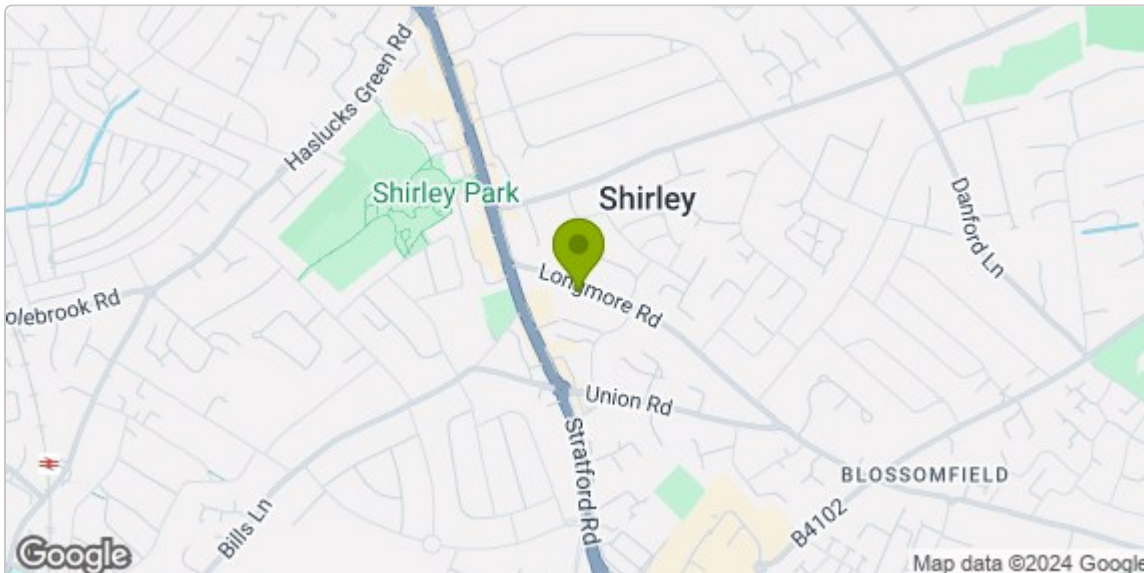 Haslucks Green Rd
Shirley Park
Shirley
Danford Ln
Longmore Rd
olebrook Rd
Union Rd
Stratford Rd
BLOSSOMFIELD
Bills Ln
B4102
Google
Map data ©2024 Google